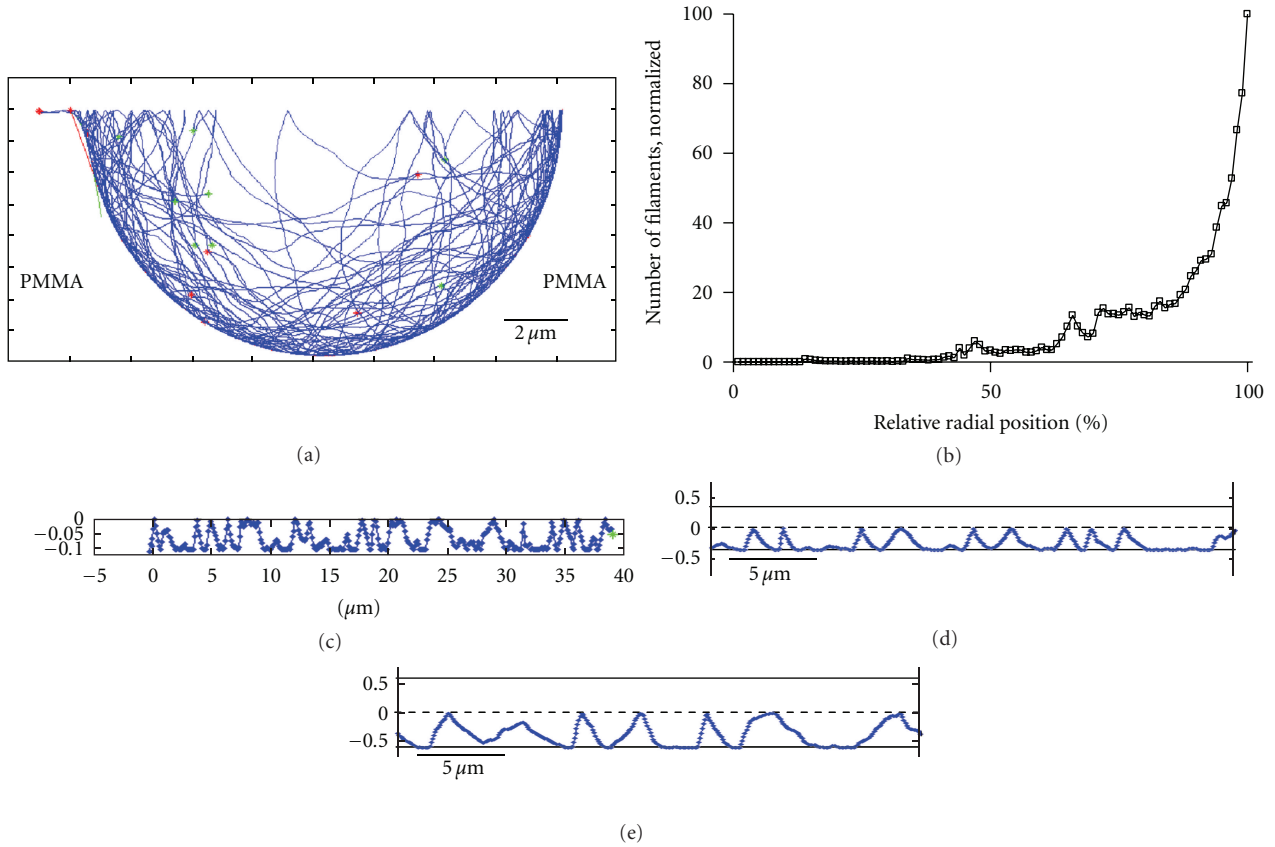 PMMA
PMMA
2 μm
(a)
Number of filaments, normalized
100
80
60
40
20
0
0 50 100
Relative radial position (%)
(b)
0
−0.05
−0.1
−5 0 5 10 15 20 25 30 35 40
(μm)
(c)
0.5
0
−0.5
5 μm
(d)
0.5
0
−0.5
5 μm
(e)